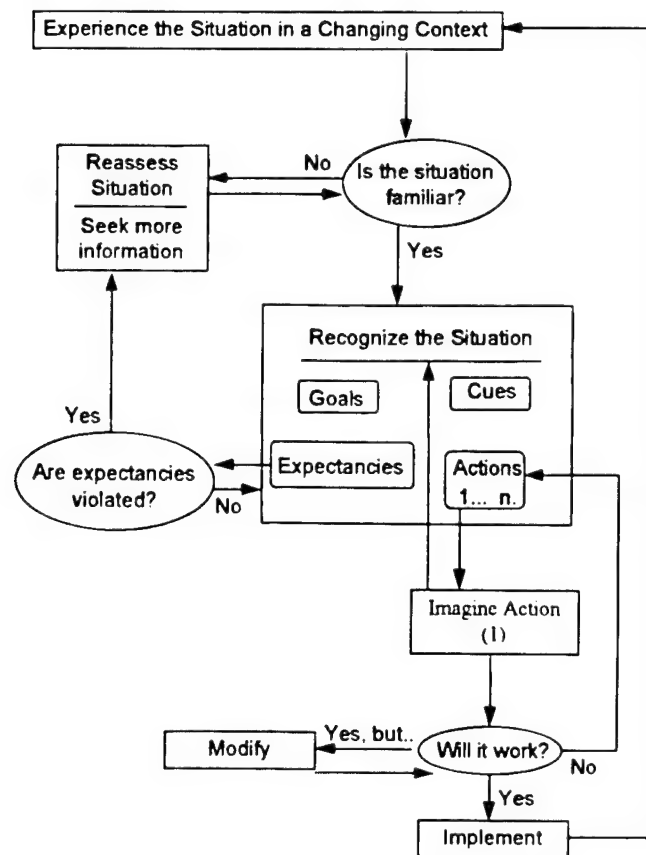 Experience the Situation in a Changing Context
No
Is the situation
familiar?
Reassess
Situation
Seek more
information
Yes
Recognize the Situation
Goals
Cues
Yes
Are expectancies
violated?
No
Expectancies
Actions
1... n.
Imagine Action
(1)
Modify
Yes, but..
Will it work?
No
Yes
Implement